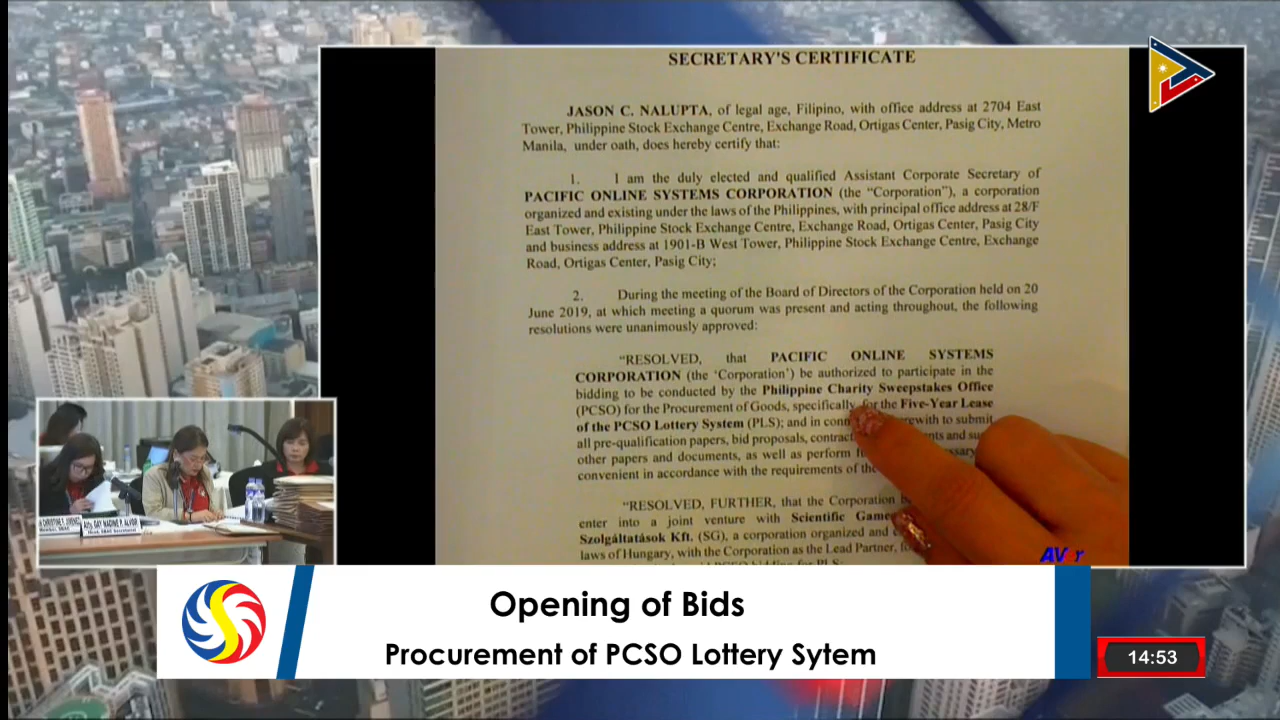 SECRETARY'S CERTIFICATE
JASON C. NALUPTA, of legal age, Filipino, with office address at 2704 East
Tower, Philippine Stock Exchange Centre, Exchange Road, Ortigas Center, Pasig City, Metro
Manila, under oath, does hereby certify that:
1. I am the duly elected and qualified Assistant Corporate Secretary of
PACIFIC ONLINE SYSTEMS CORPORATION (the “Corporation”), a corporation
organized and existing under the laws of the Philippines, with principal office address at 28/F
East Tower, Philippine Stock Exchange Centre, Exchange Road, Ortigas Center, Pasig City
and business address at 1901-B West Tower, Philippine Stock Exchange Centre, Exchange
Road, Ortigas Center, Pasig City;
2. During the meeting of the Board of Directors of the Corporation held on 20
June 2019, at which meeting a quorum was present and acting throughout, the following
resolutions were unanimously approved:
“RESOLVED, that PACIFIC ONLINE SYSTEMS
CORPORATION (the ‘Corporation’) be authorized to participate in the
bidding to be conducted by the Philippine Charity Sweepstakes Office
(PCSO) for the Procurement of Goods, specifically for the Five-Year Lease
of the PCSO Lottery System (PLS); and in to submit
all pre-qualification papers, bid proposals, and
other papers and documents, as well as perform
convenient in accordance with the requirements of the
“RESOLVED, FURTHER, that the Corporation
enter into a joint venture with Scientific
Szolgáltatások Kft. (SG), a corporation organized and
laws of Hungary, with the Corporation as the Lead Partner,
AVer
Atty. GAY NADINE P. ALVOR
Opening of Bids
Procurement of PCSO Lottery Sytem
14:53